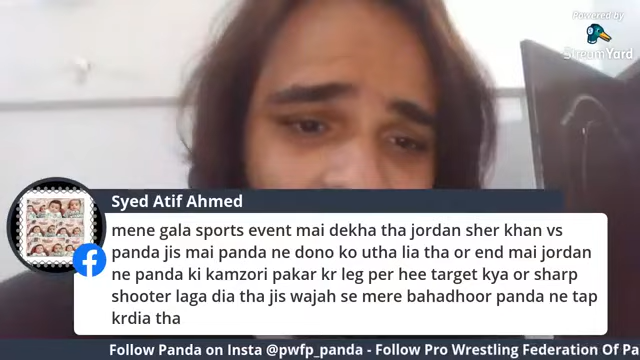 Powered by
StreamYard
Syed Atif Ahmed
mene gala sports event mai dekha tha jordan sher khan vs
panda jis mai panda ne dono ko utha lia tha or end mai jordan
ne panda ki kamzori pakar kr leg per hee target kya or sharp
shooter laga dia tha jis wajah se mere bahadhoor panda ne tap
krdia tha
Follow Panda on Insta @pwfp_panda - Follow Pro Wrestling Federation Of Pa